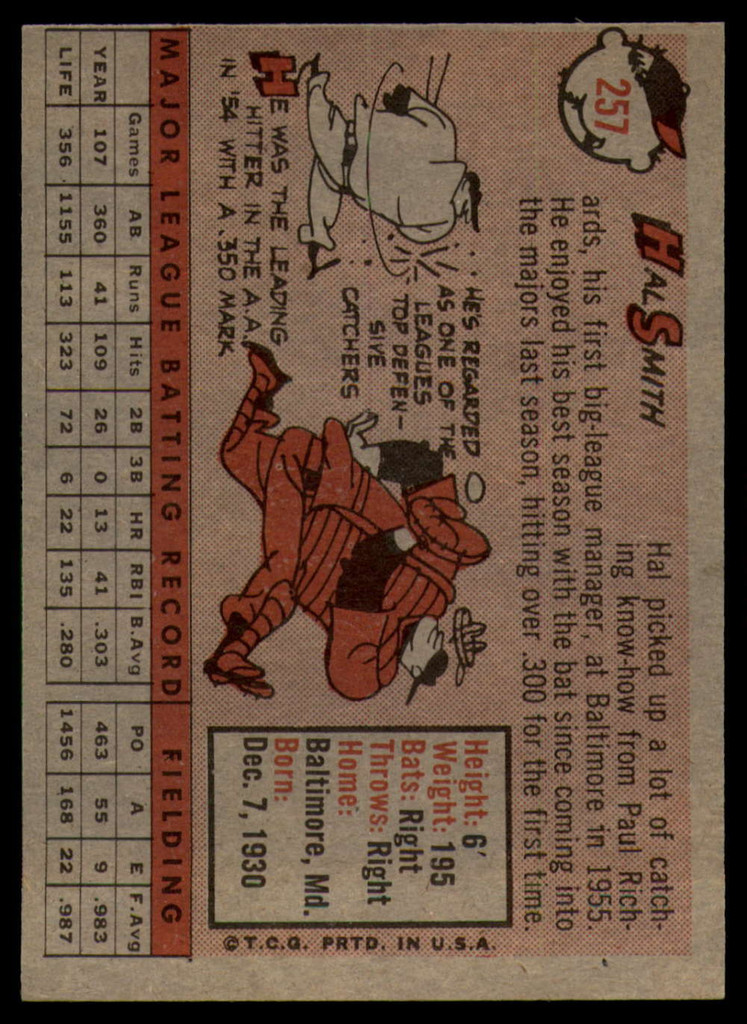 257
HAL SMITH
Hal picked up a lot of catch-
ing know-how from Paul Rich-
ards, his first big-league manager, at Baltimore in 1955.
He enjoyed his best season with the bat since coming into
the majors last season, hitting over .300 for the first time.
HE WAS THE LEADING
HITTER IN THE A.A.
IN '54 WITH A .350 MARK
.. HE'S REGARDED
AS ONE OF THE
LEAGUES
TOP DEFEN-
SIVE
CATCHERS
Height: 6'
Weight: 195
Bats: Right
Throws: Right
Home:
Baltimore, Md.
Born:
Dec. 7, 1930
© T.C.G. PRTD. IN U.S.A.
MAJOR LEAGUE BATTING RECORD FIELDING
Games AB Runs Hits 2B 3B HR RBI B.Avg PO A E F.Avg
YEAR 107 360 41 109 26 0 13 41 .303 463 55 9 .983
LIFE 356 1155 113 323 72 6 22 135 .280 1456 168 22 .987